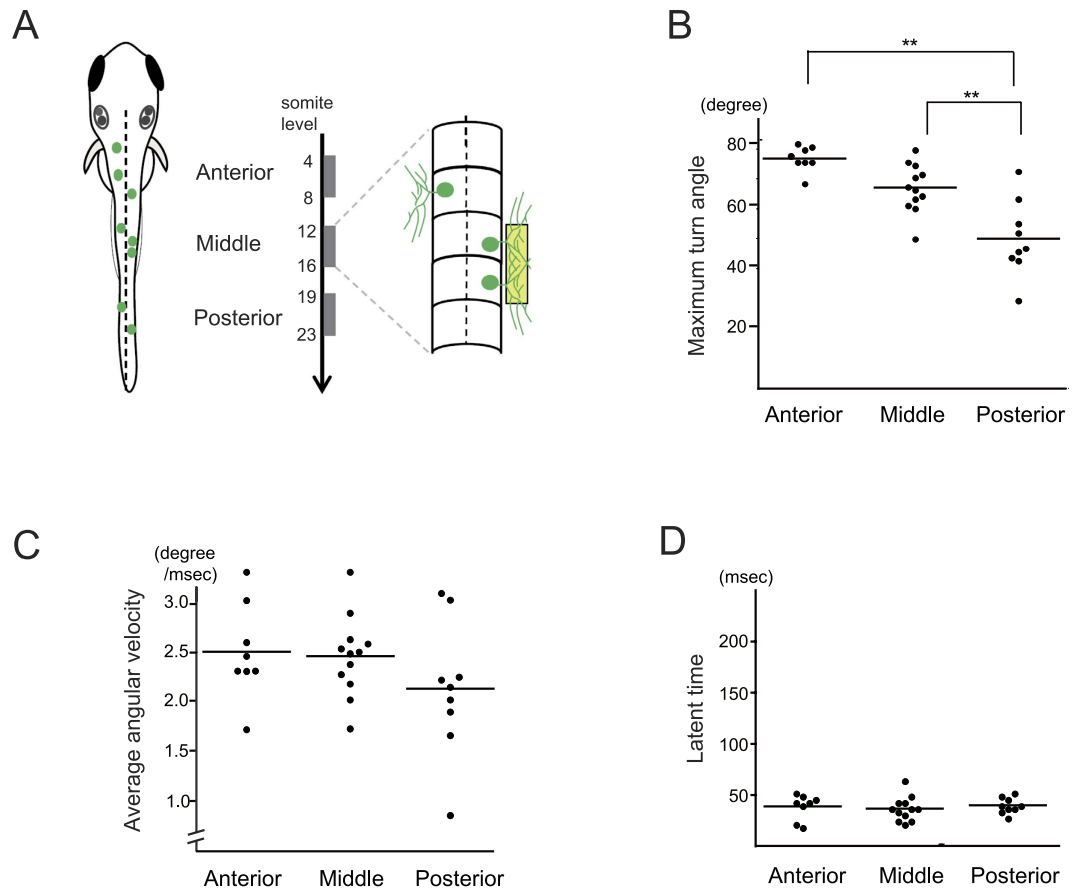 A
somite
level
Anterior
4
8
Middle
12
16
Posterior
19
23
B
**
**
(degree)
Maximum turn angle
80
60
40
20
Anterior Middle Posterior
C
(degree
/msec)
Average angular velocity
3.0
2.5
2.0
1.5
1.0
Anterior Middle Posterior
D
(msec)
Latent time
200
150
100
50
Anterior Middle Posterior